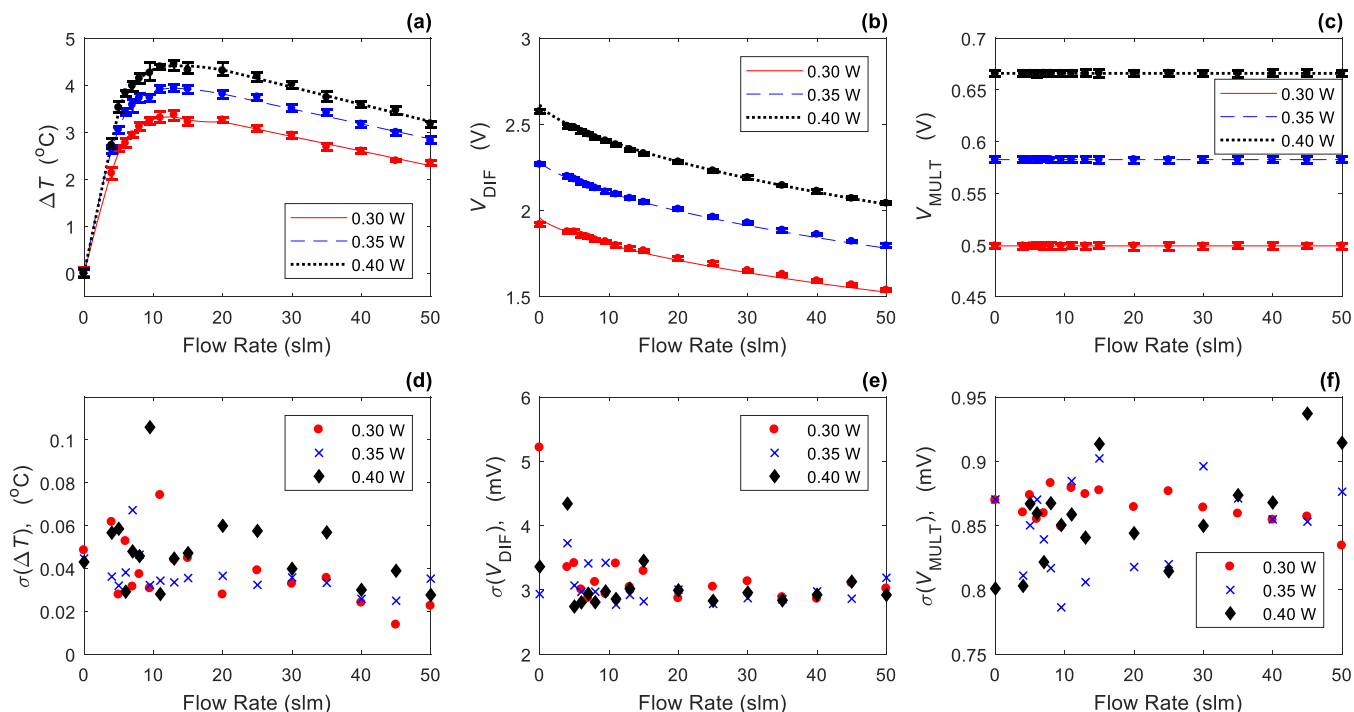 (a)
5
4
3
2
1
0
ΔT (°C)
0.30 W
0.35 W
0.40 W
0 10 20 30 40 50
Flow Rate (slm)
(b)
3
2.5
2
1.5
V_DIF (V)
0.30 W
0.35 W
0.40 W
0 10 20 30 40 50
Flow Rate (slm)
(c)
0.7
0.65
0.6
0.55
0.5
0.45
V_MULT (V)
0.30 W
0.35 W
0.40 W
0 10 20 30 40 50
Flow Rate (slm)
(d)
0.1
0.08
0.06
0.04
0.02
0
σ(ΔT), (°C)
0.30 W
0.35 W
0.40 W
0 10 20 30 40 50
Flow Rate (slm)
(e)
6
5
4
3
2
σ(V_DIF), (mV)
0.30 W
0.35 W
0.40 W
0 10 20 30 40 50
Flow Rate (slm)
(f)
0.95
0.9
0.85
0.8
0.75
σ(V_MULT), (mV)
0.30 W
0.35 W
0.40 W
0 10 20 30 40 50
Flow Rate (slm)